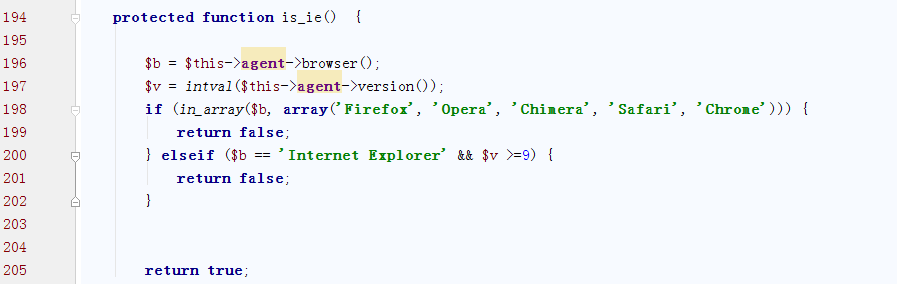 194 protected function is_ie() {
195
196 $b = $this->agent->browser();
197 $v = intval($this->agent->version());
198 if (in_array($b, array('Firefox', 'Opera', 'Chimera', 'Safari', 'Chrome'))) {
199 return false;
200 } elseif ($b == 'Internet Explorer' && $v >=9) {
201 return false;
202 }
203
204
205 return true;